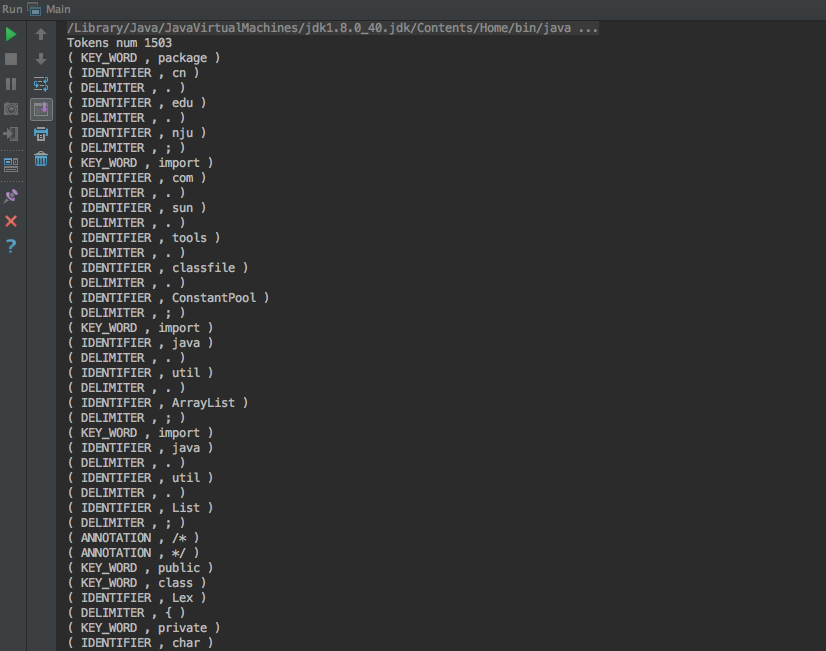 Run Main
/Library/Java/JavaVirtualMachines/jdk1.8.0_40.jdk/Contents/Home/bin/java ...
Tokens num 1503
( KEY_WORD , package )
( IDENTIFIER , cn )
( DELIMITER , . )
( IDENTIFIER , edu )
( DELIMITER , . )
( IDENTIFIER , nju )
( DELIMITER , ; )
( KEY_WORD , import )
( IDENTIFIER , com )
( DELIMITER , . )
( IDENTIFIER , sun )
( DELIMITER , . )
( IDENTIFIER , tools )
( DELIMITER , . )
( IDENTIFIER , classfile )
( DELIMITER , . )
( IDENTIFIER , ConstantPool )
( DELIMITER , ; )
( KEY_WORD , import )
( IDENTIFIER , java )
( DELIMITER , . )
( IDENTIFIER , util )
( DELIMITER , . )
( IDENTIFIER , ArrayList )
( DELIMITER , ; )
( KEY_WORD , import )
( IDENTIFIER , java )
( DELIMITER , . )
( IDENTIFIER , util )
( DELIMITER , . )
( IDENTIFIER , List )
( DELIMITER , ; )
( ANNOTATION , /* )
( ANNOTATION , */ )
( KEY_WORD , public )
( KEY_WORD , class )
( IDENTIFIER , Lex )
( DELIMITER , { )
( KEY_WORD , private )
( IDENTIFIER , char )